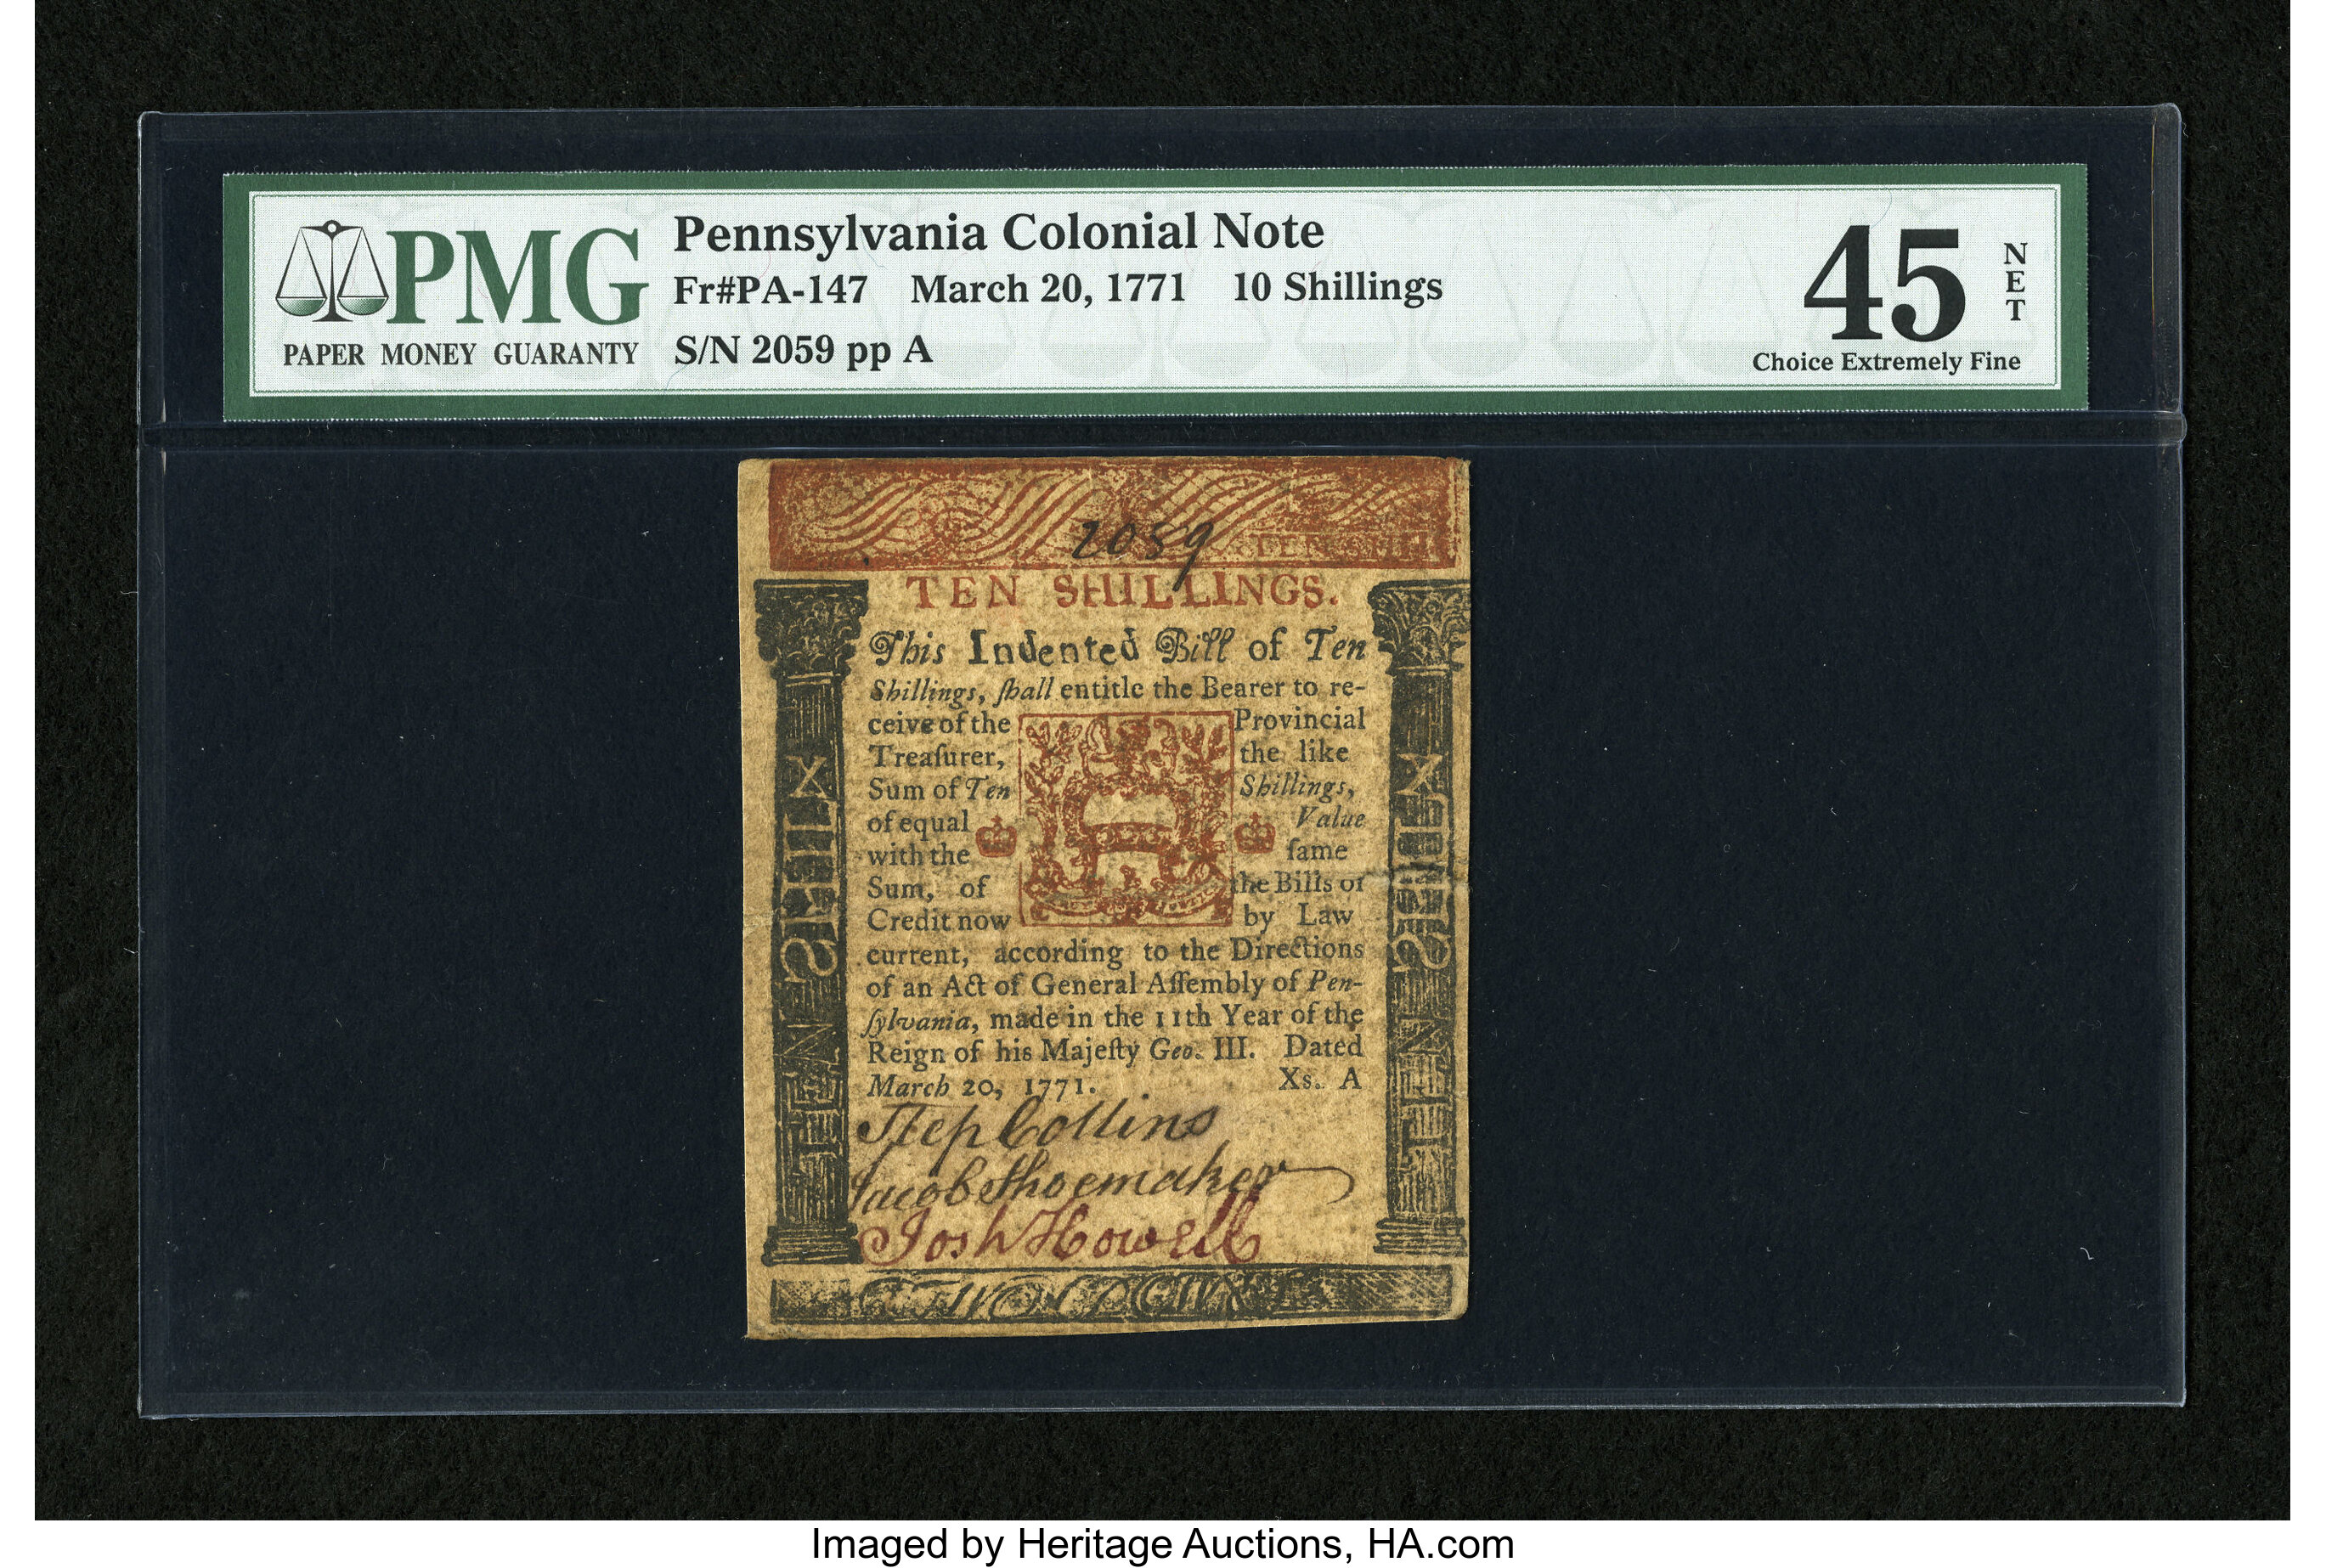 PMG
PAPER MONEY GUARANTY
Pennsylvania Colonial Note
Fr#PA-147 March 20, 1771 10 Shillings
S/N 2059 pp A
45
NET
Choice Extremely Fine
2059
TEN SHILLINGS.
This Indented Bill of Ten
Shillings, ſhall entitle the Bearer to re-
ceive of the Provincial
Treaſurer, the like
Sum of Ten Shillings,
of equal Value
with the ſame
Sum, of the Bills of
Credit now by Law
current, according to the Directions
of an Act of General Aſſembly of Pen-
ſylvania, made in the 11th Year of the
Reign of his Majeſty Geo. III. Dated
March 20, 1771. Xs. A
Step Collins
Jacob Shoemaker
Josh Howell
TEN SHILLS X
TEN SHILLS X
Imaged by Heritage Auctions, HA.com